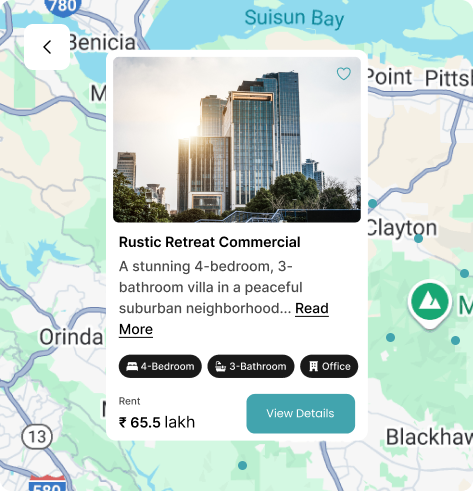 780
Suisun Bay
Benicia
Point Pitts
M
Rustic Retreat Commercial
A stunning 4-bedroom, 3-
bathroom villa in a peaceful
suburban neighborhood... Read
More
Clayton
M
Orinda
4-Bedroom
3-Bathroom
Office
Rent
₹ 65.5 lakh
View Details
13
Blackhaw
580